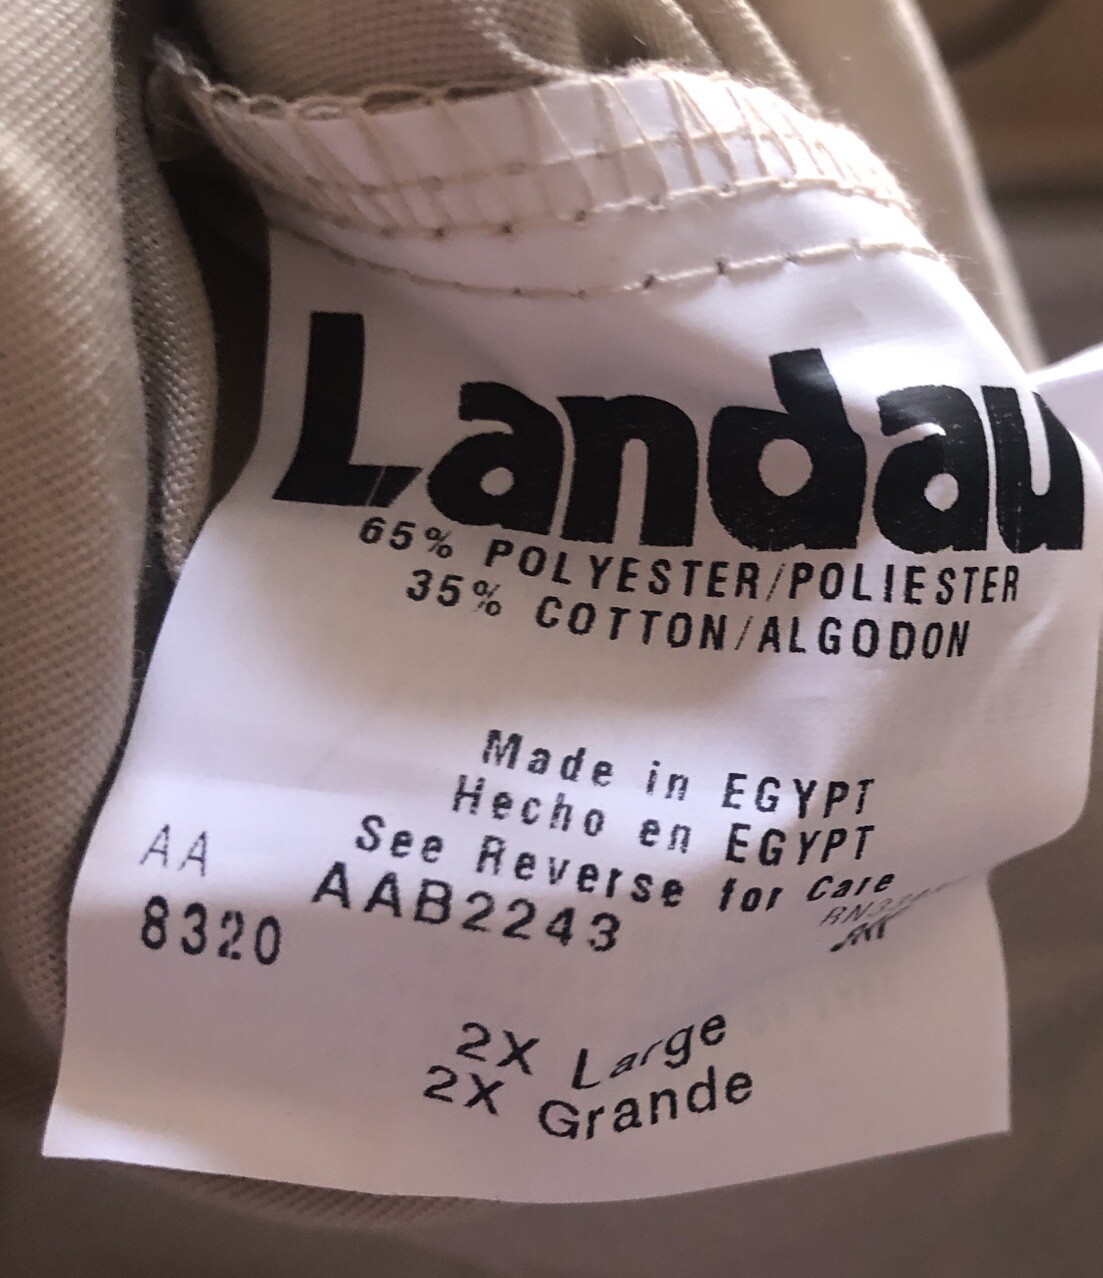 Landau
65% POLYESTER/POLIESTER
35% COTTON/ALGODON
Made in EGYPT
Hecho en EGYPT
See Reverse for Care
AA
AAB2243
8320
2X Large
2X Grande